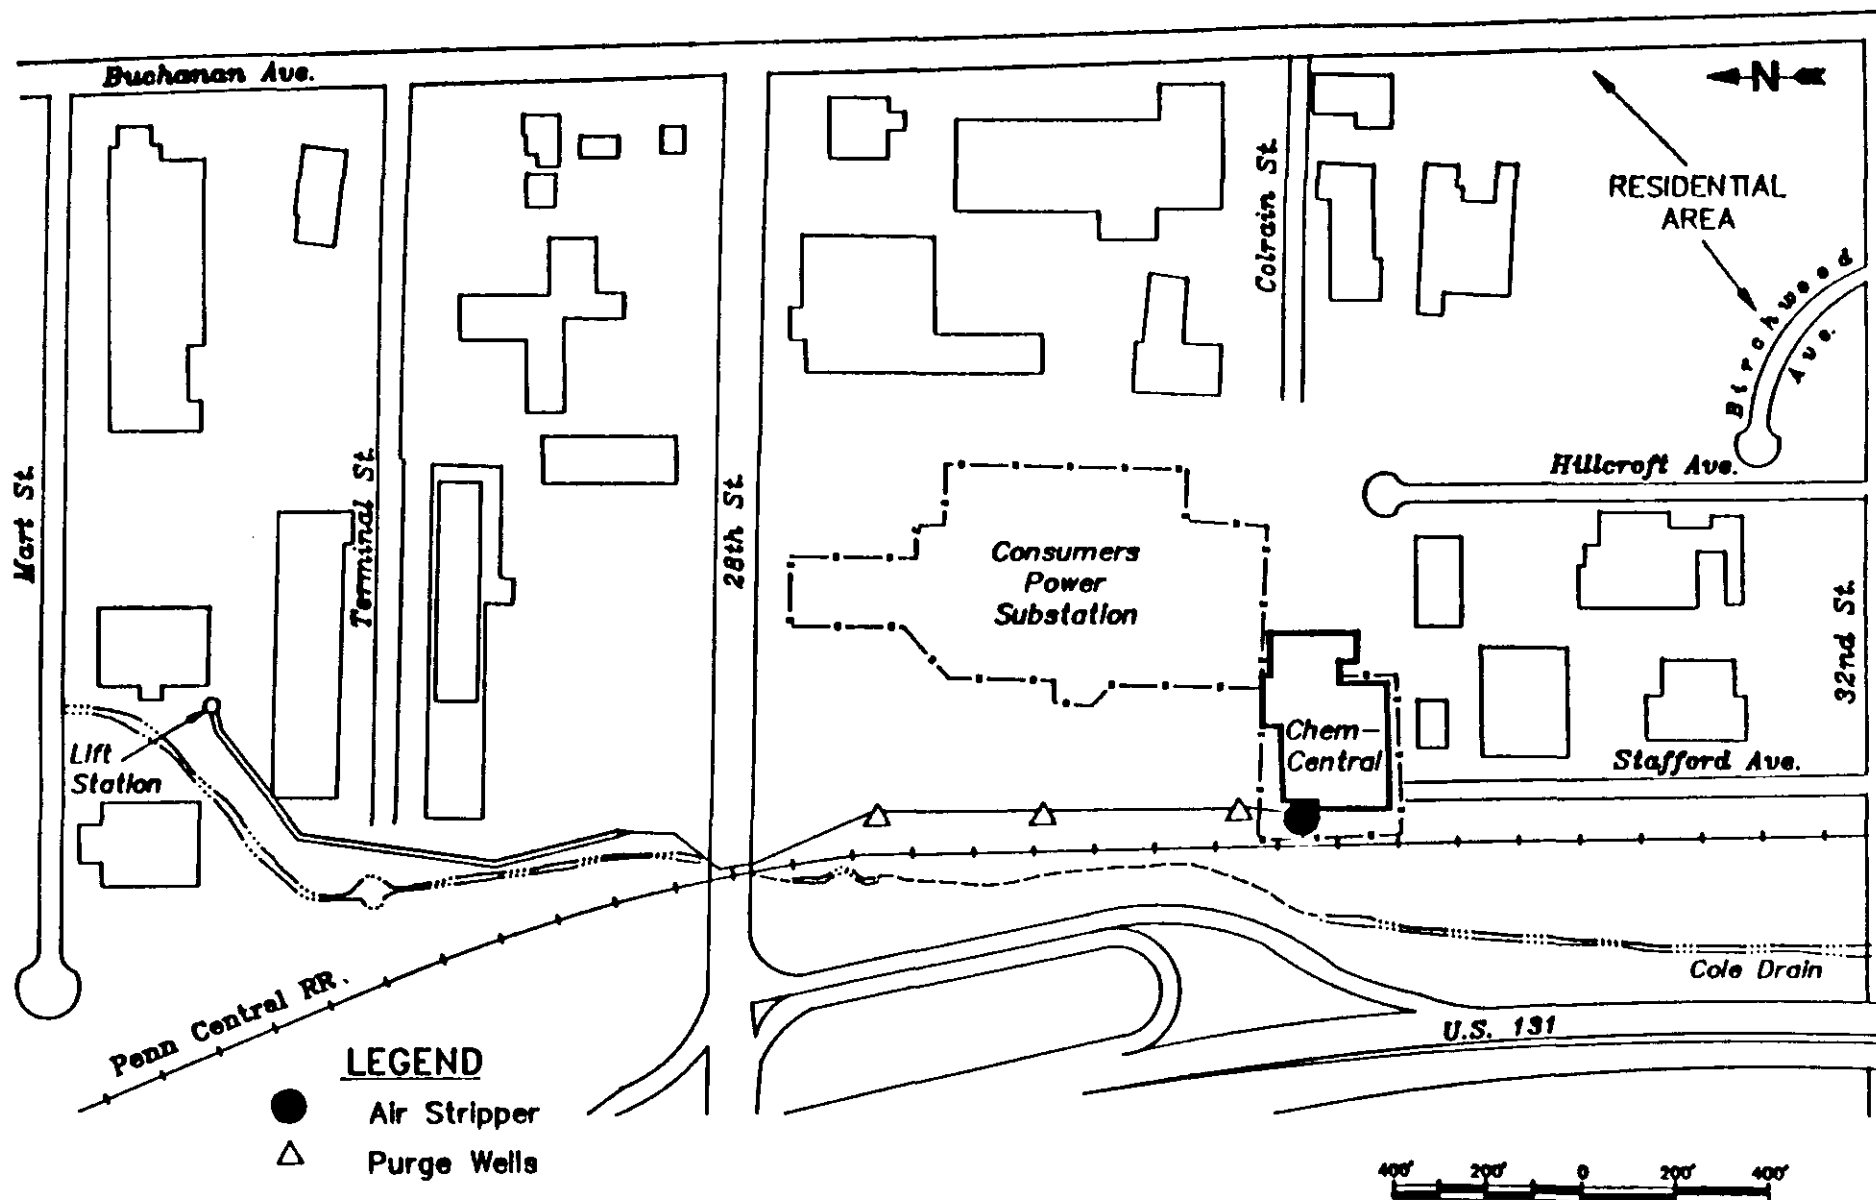 Buchanan Ave.
N
RESIDENTIAL
AREA
Colrain St.
Birchwood
Ave.
Hillcroft Ave.
Mart St.
Terminal St.
28th St.
Consumers
Power
Substation
32nd St.
Lift
Station
Chem-
Central
Stafford Ave.
Cole Drain
Penn Central RR.
U.S. 131
LEGEND
Air Stripper
Purge Wells
400' 200' 0 200' 400'